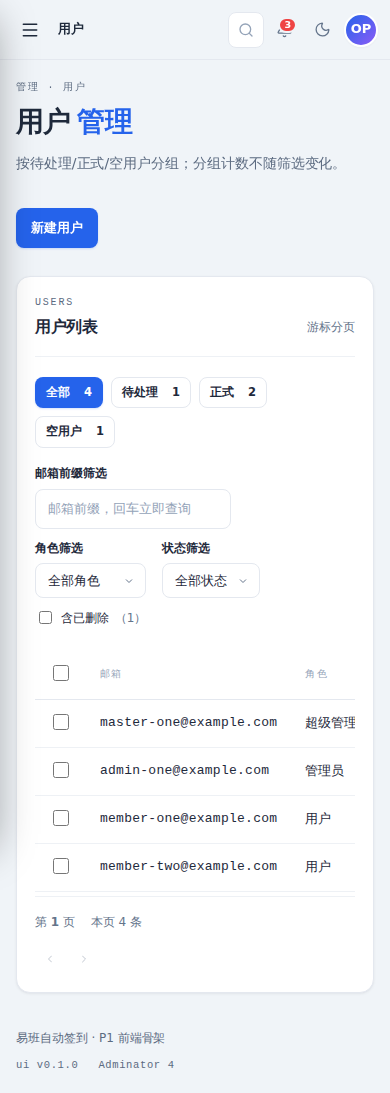 用户
3
OP
管理 · 用户
用户 管理
按待处理/正式/空用户分组；分组计数不随筛选变化。
新建用户
USERS
用户列表
游标分页
全部 4 待处理 1 正式 2
空用户 1
邮箱前缀筛选
邮箱前缀，回车立即查询
角色筛选 状态筛选
全部角色 全部状态
含已删除 （1）
邮箱 角色
master-one@example.com 超级管理
admin-one@example.com 管理员
member-one@example.com 用户
member-two@example.com 用户
第 1 页 本页 4 条
‹ ›
易班自动签到 · P1 前端骨架
ui v0.1.0 Adminator 4